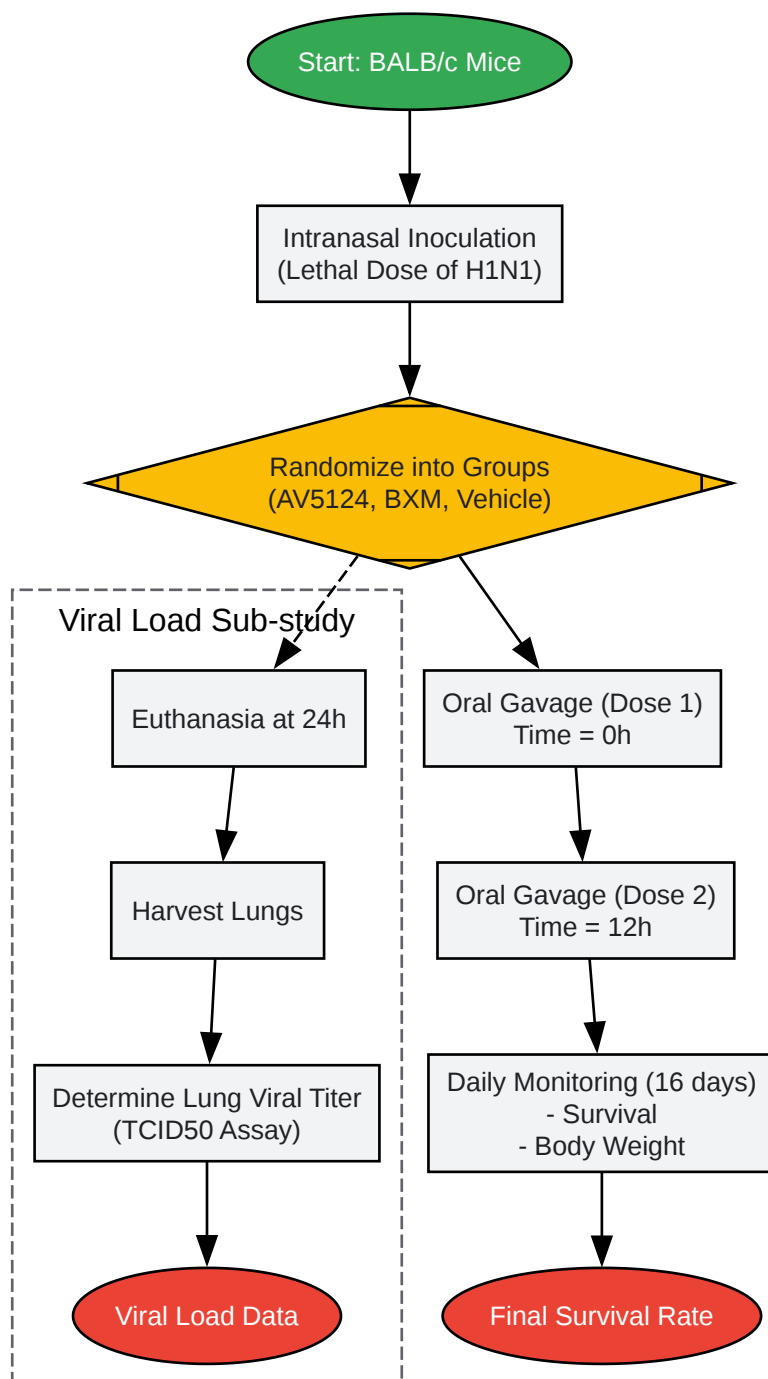 Start: BALB/c Mice
Intranasal Inoculation
(Lethal Dose of H1N1)
Randomize into Groups
(AV5124, BXM, Vehicle)
Viral Load Sub-study
Euthanasia at 24h
Harvest Lungs
Determine Lung Viral Titer
(TCID50 Assay)
Viral Load Data
Oral Gavage (Dose 1)
Time = 0h
Oral Gavage (Dose 2)
Time = 12h
Daily Monitoring (16 days)
- Survival
- Body Weight
Final Survival Rate